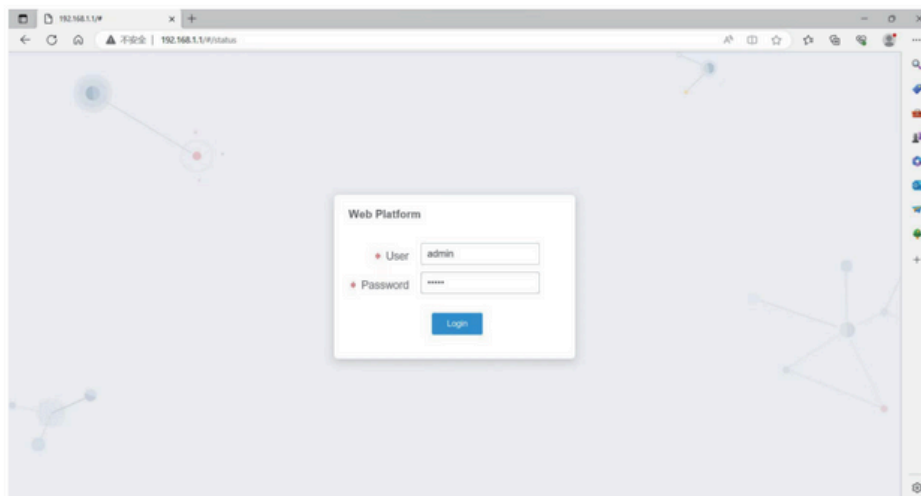 192.168.1.1/#
不安全 | 192.168.1.1/#/status
Web Platform
* User admin
* Password •••••
Login